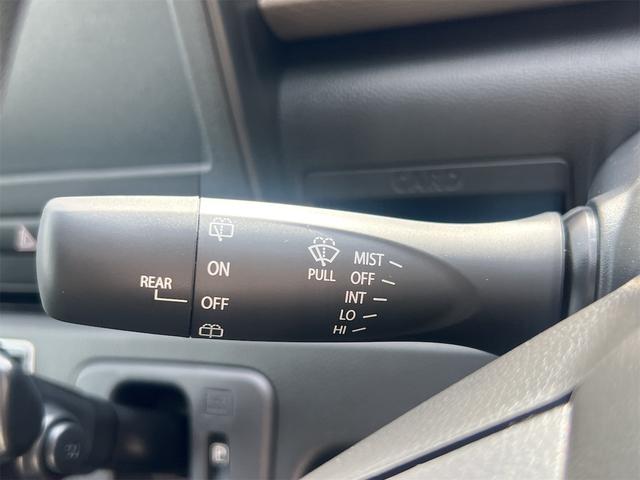 CARD
ON
REAR
OFF
PULL
MIST
OFF
INT
LO
HI